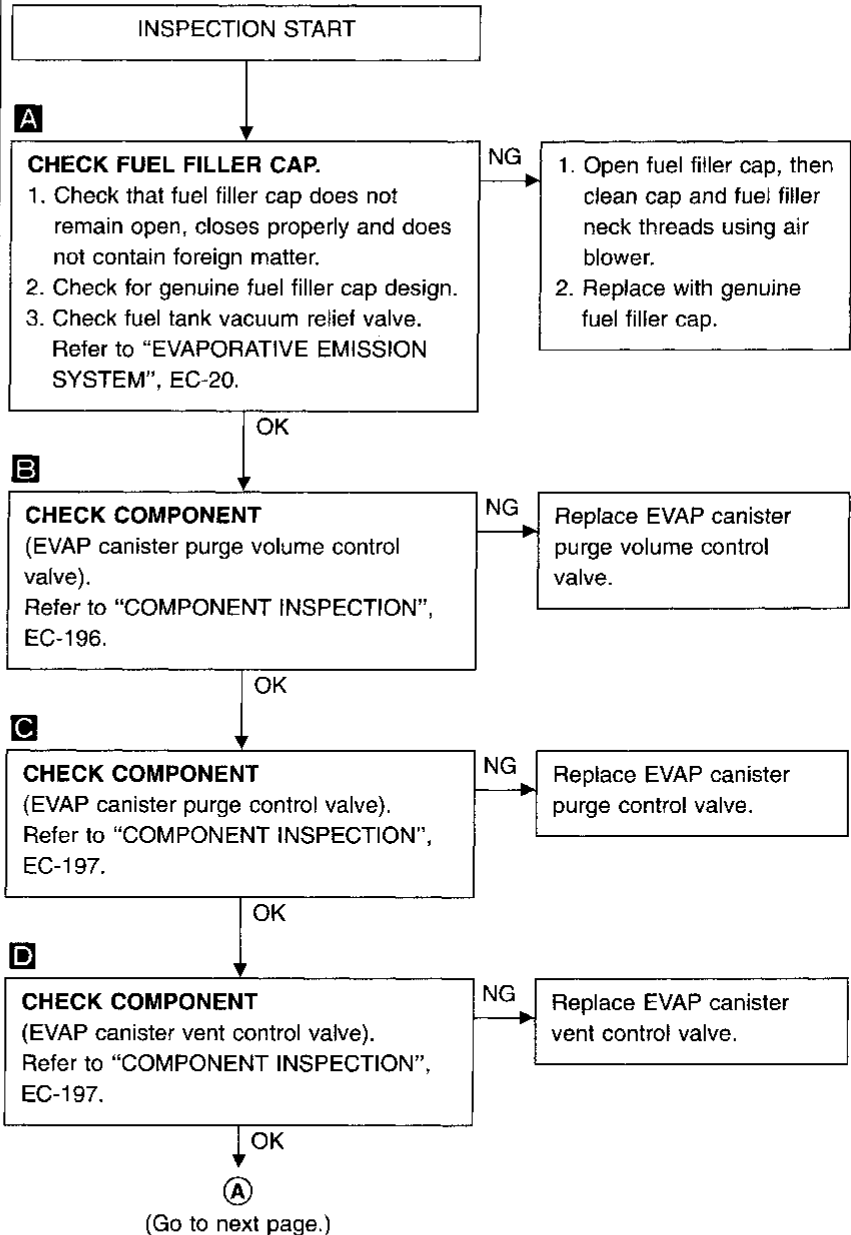 INSPECTION START
A
CHECK FUEL FILLER CAP.
1. Check that fuel filler cap does not
remain open, closes properly and does
not contain foreign matter.
2. Check for genuine fuel filler cap design.
3. Check fuel tank vacuum relief valve.
Refer to “EVAPORATIVE EMISSION
SYSTEM”, EC-20.
NG
1. Open fuel filler cap, then
clean cap and fuel filler
neck threads using air
blower.
2. Replace with genuine
fuel filler cap.
OK
B
CHECK COMPONENT
(EVAP canister purge volume control
valve).
Refer to “COMPONENT INSPECTION”,
EC-196.
NG
Replace EVAP canister
purge volume control
valve.
OK
C
CHECK COMPONENT
(EVAP canister purge control valve).
Refer to “COMPONENT INSPECTION”,
EC-197.
NG
Replace EVAP canister
purge control valve.
OK
D
CHECK COMPONENT
(EVAP canister vent control valve).
Refer to “COMPONENT INSPECTION”,
EC-197.
NG
Replace EVAP canister
vent control valve.
OK
A
(Go to next page.)